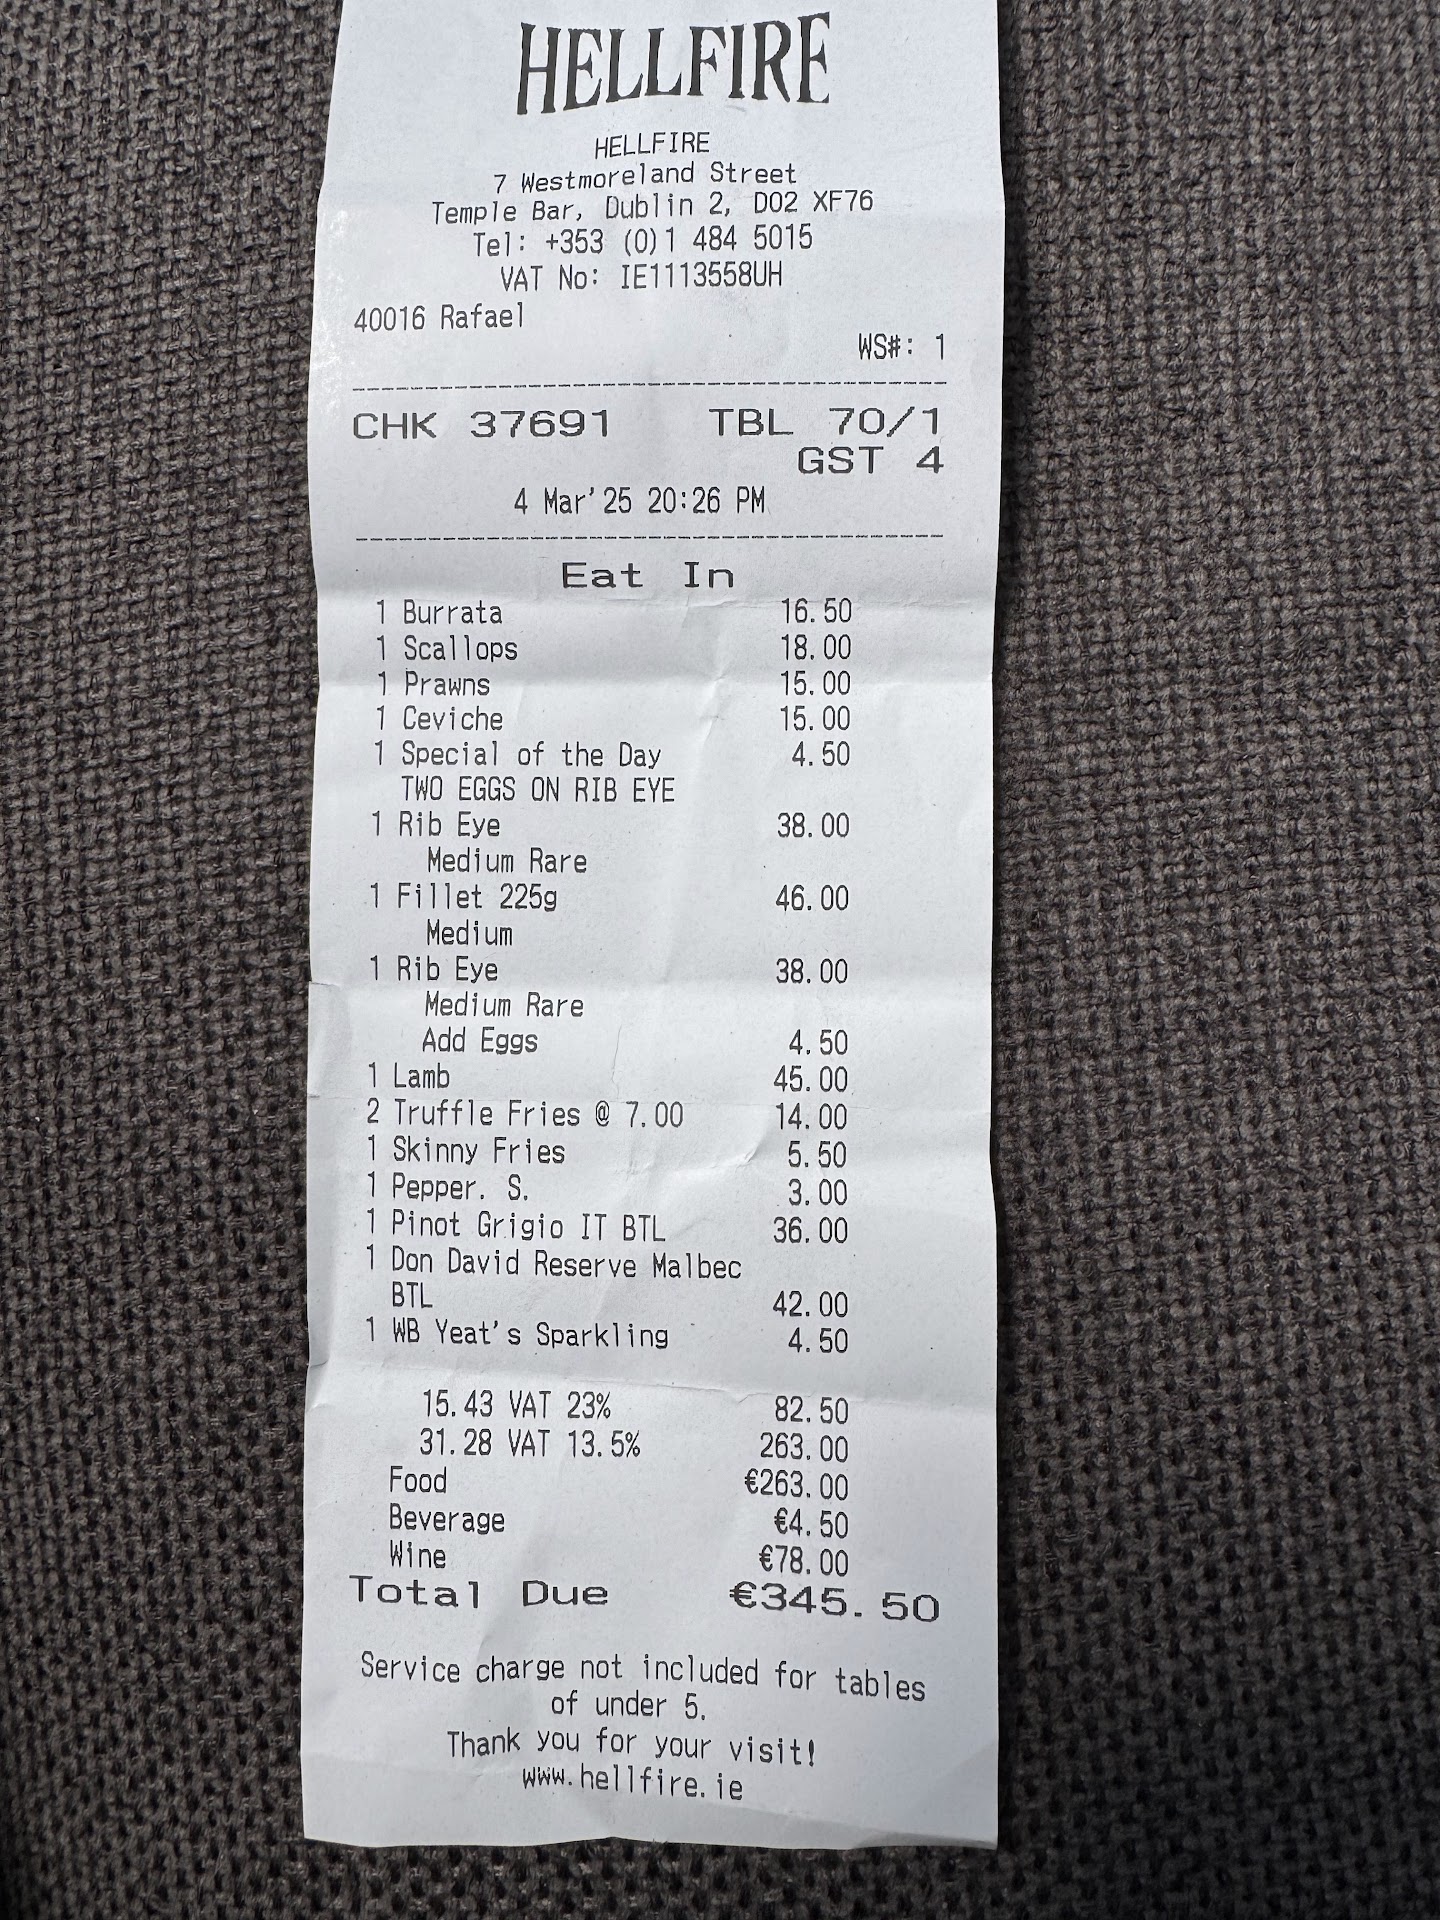 HELLFIRE
HELLFIRE
7 Westmoreland Street
Temple Bar, Dublin 2, D02 XF76
Tel: +353 (0)1 484 5015
VAT No: IE1113558UH
40016 Rafael
WS#: 1
CHK 37691 TBL 70/1
GST 4
4 Mar'25 20:26 PM
Eat In
1 Burrata 16.50
1 Scallops 18.00
1 Prawns 15.00
1 Ceviche 15.00
1 Special of the Day 4.50
TWO EGGS ON RIB EYE
1 Rib Eye 38.00
Medium Rare
1 Fillet 225g 46.00
Medium
1 Rib Eye 38.00
Medium Rare
Add Eggs 4.50
1 Lamb 45.00
2 Truffle Fries @ 7.00 14.00
1 Skinny Fries 5.50
1 Pepper. S. 3.00
1 Pinot Grigio IT BTL 36.00
1 Don David Reserve Malbec
BTL 42.00
1 WB Yeat's Sparkling 4.50
15.43 VAT 23% 82.50
31.28 VAT 13.5% 263.00
Food €263.00
Beverage €4.50
Wine €78.00
Total Due €345.50
Service charge not included for tables
of under 5.
Thank you for your visit!
www.hellfire.ie